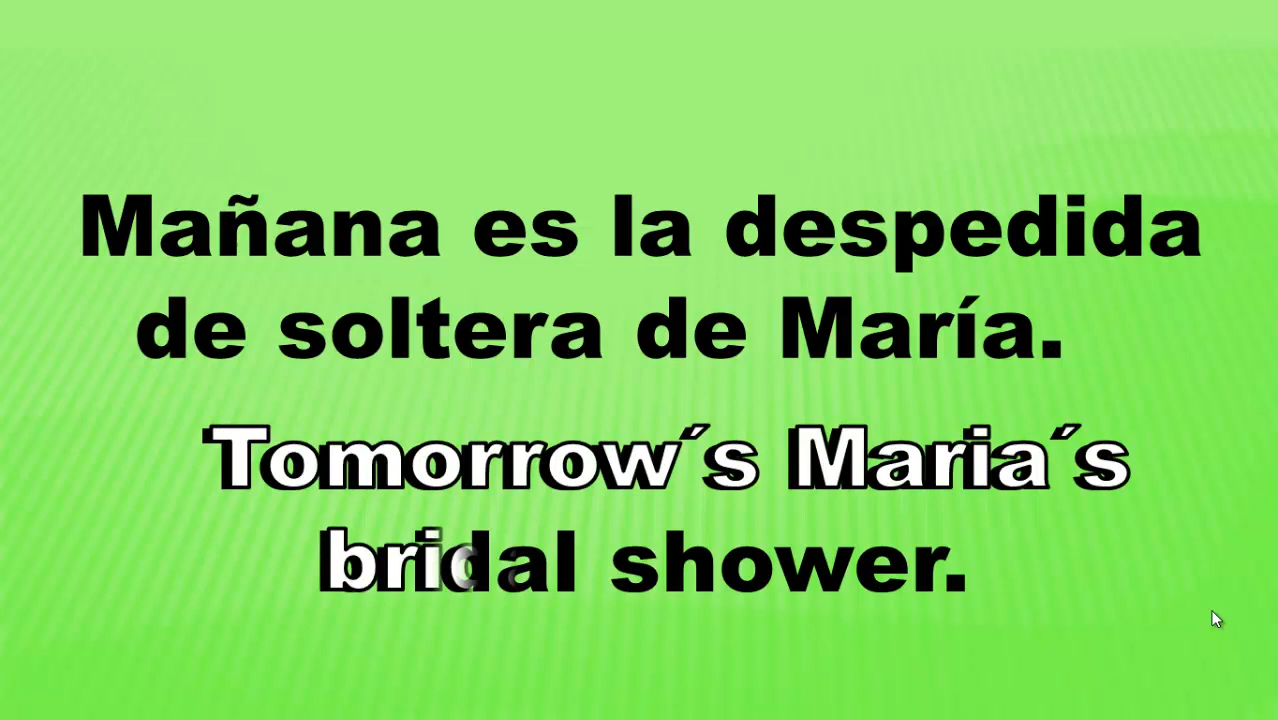 Mañana es la despedida
de soltera de María.
Tomorrow´s Maria´s
bridal shower.